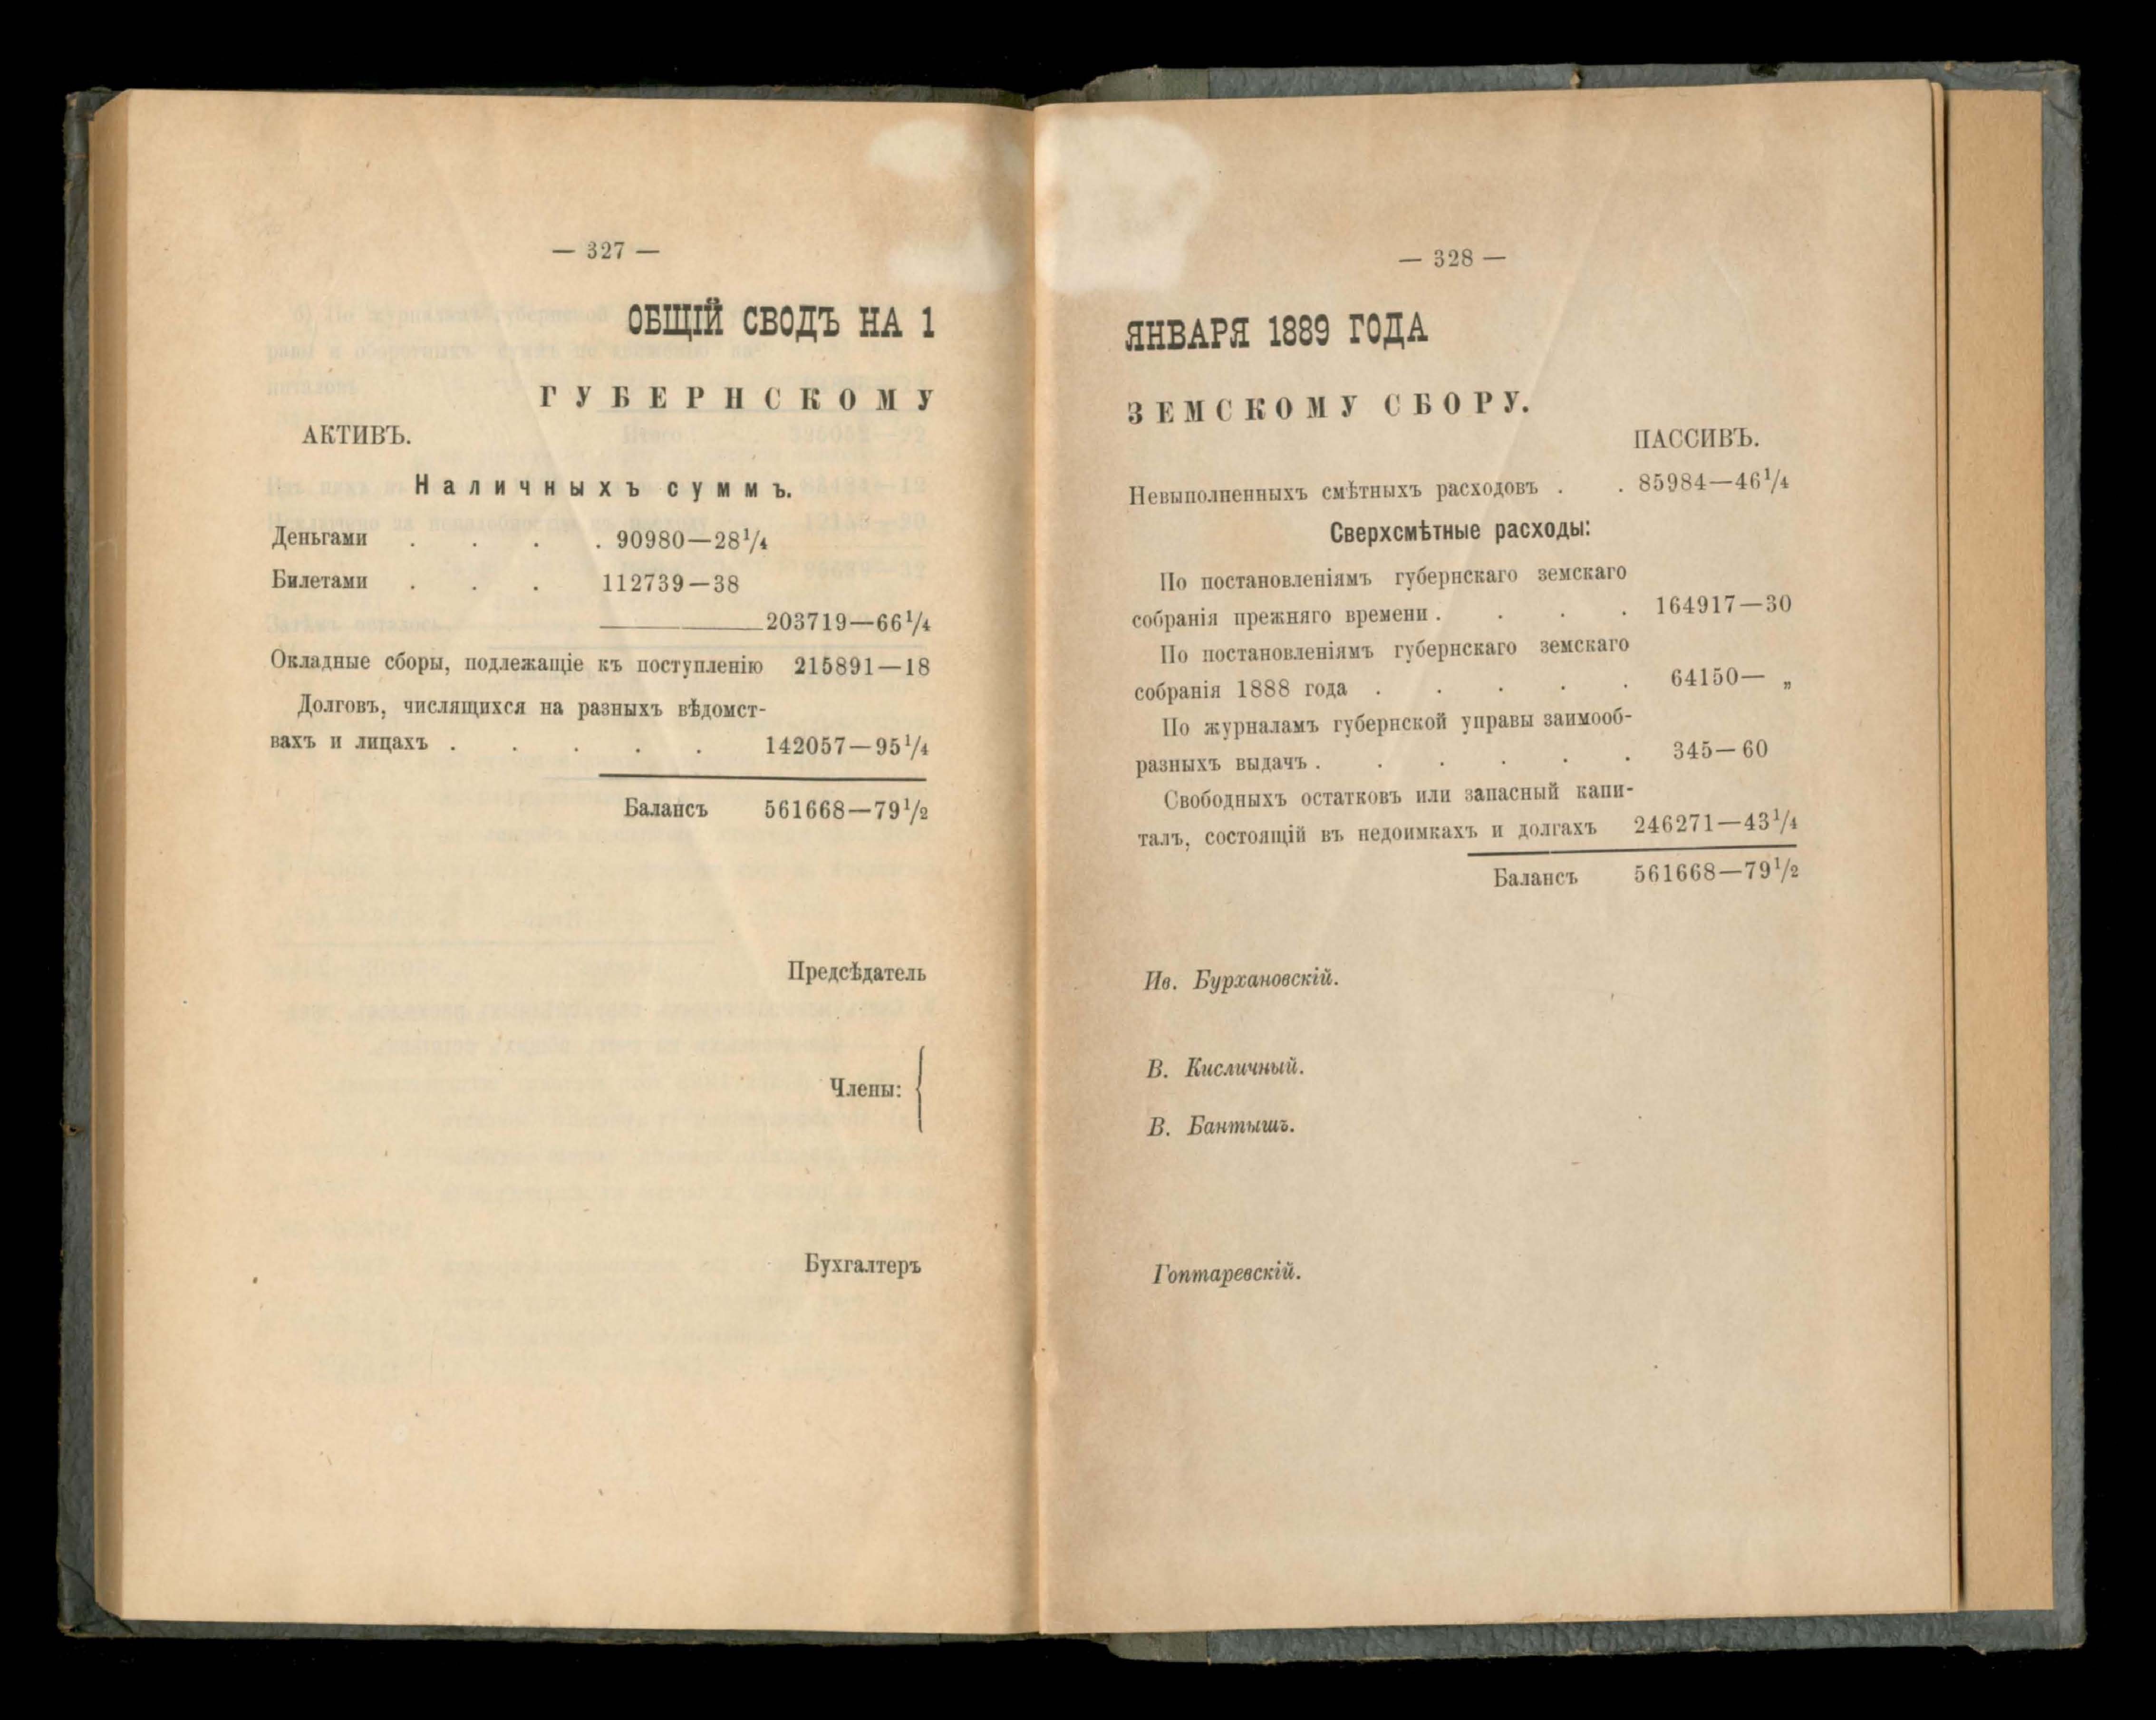 — 327 —
ОБЩІЙ СВОДЪ НА 1
ГУБЕРНСКОМУ
АКТИВЪ.
Наличныхъ суммъ.
Деньгами . . . . 90980—28¹/₄
Билетами . . . 112739—38
203719—66¹/₄
Окладные сборы, подлежащіе къ поступленію 215891—18
Долговъ, числящихся на разныхъ вѣдомст-
вахъ и лицахъ . . . . . 142057—95¹/₄
Балансъ 561668—79¹/₂
Предсѣдатель
Члены:
Бухгалтеръ
— 328 —
ЯНВАРЯ 1889 ГОДА
ЗЕМСКОМУ СБОРУ.
ПАССИВЪ.
Невыполненныхъ смѣтныхъ расходовъ . . 85984—46¹/₄
Сверхсмѣтные расходы:
По постановленіямъ губернскаго земскаго
собранія прежняго времени . . . . 164917—30
По постановленіямъ губернскаго земскаго
собранія 1888 года . . . . . 64150— „
По журналамъ губернской управы заимооб-
разныхъ выдачъ . . . . . . 345—60
Свободныхъ остатковъ или запасный капи-
талъ, состоящій въ недоимкахъ и долгахъ 246271—43¹/₄
Балансъ 561668—79¹/₂
Ив. Бурхановскій.
В. Кисличный.
В. Бантышъ.
Гоптаревскій.